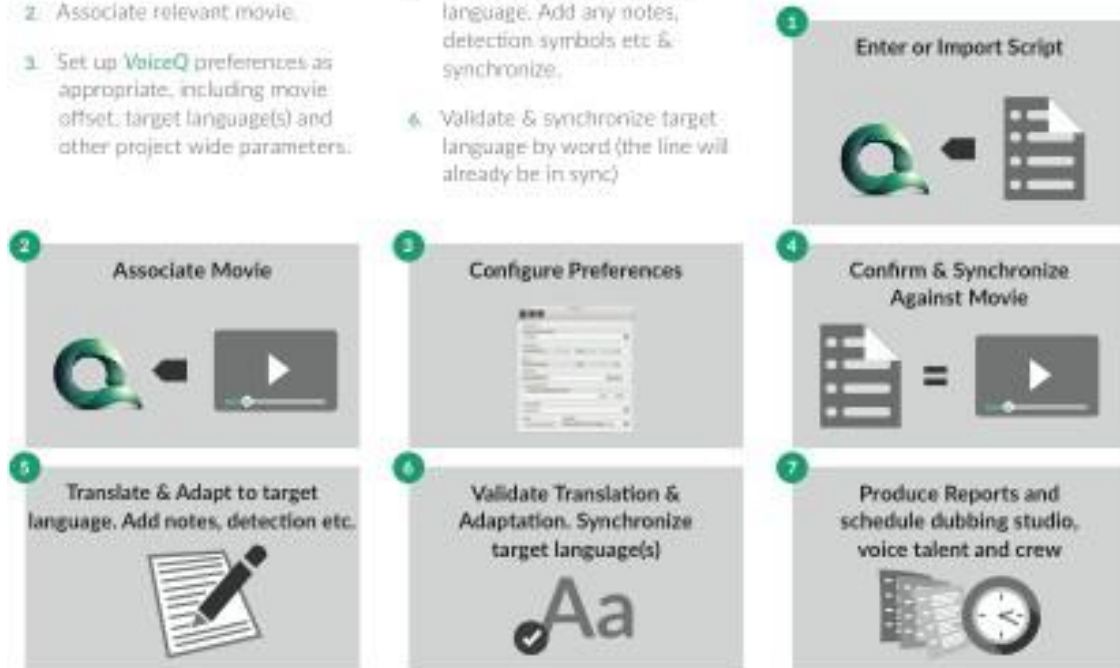 2. Associate relevant movie.
3. Set up VoiceQ preferences as
appropriate, including movie
offset, target language(s) and
other project wide parameters.
language. Add any notes,
detection symbols etc &
synchronize.
6. Validate & synchronize target
language by word (the line will
already be in sync)
1
Enter or Import Script
2
Associate Movie
3
Configure Preferences
4
Confirm & Synchronize
Against Movie
5
Translate & Adapt to target
language. Add notes, detection etc.
6
Validate Translation &
Adaptation. Synchronize
target language(s)
Aa
7
Produce Reports and
schedule dubbing studio,
voice talent and crew